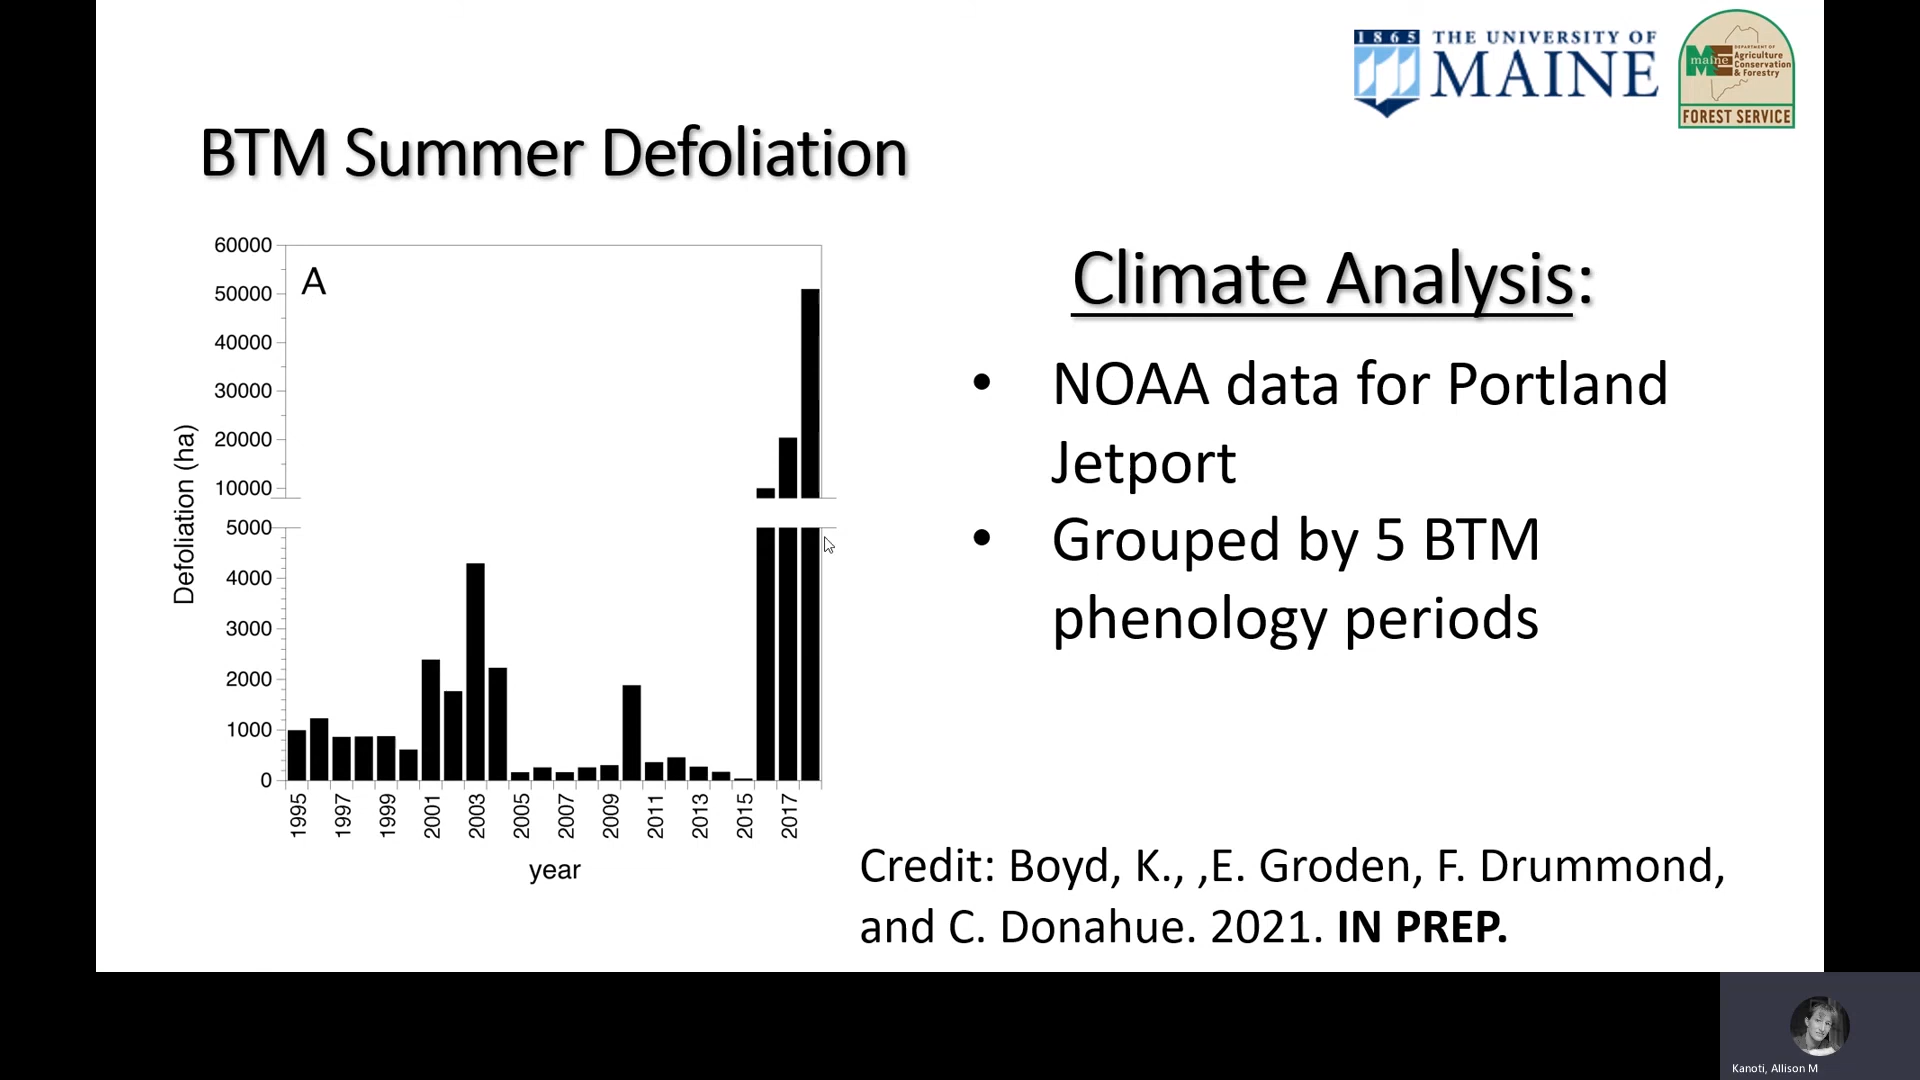 1865
THE UNIVERSITY OF
MAINE
DEPARTMENT OF
maine
Agriculture
Conservation
& Forestry
FOREST SERVICE
BTM Summer Defoliation
A
60000
50000
40000
30000
20000
10000
5000
4000
3000
2000
1000
0
Defoliation (ha)
1995 1997 1999 2001 2003 2005 2007 2009 2011 2013 2015 2017
year
Climate Analysis:
• NOAA data for Portland
Jetport
• Grouped by 5 BTM
phenology periods
Credit: Boyd, K., ,E. Groden, F. Drummond,
and C. Donahue. 2021. IN PREP.
Kanoti, Allison M